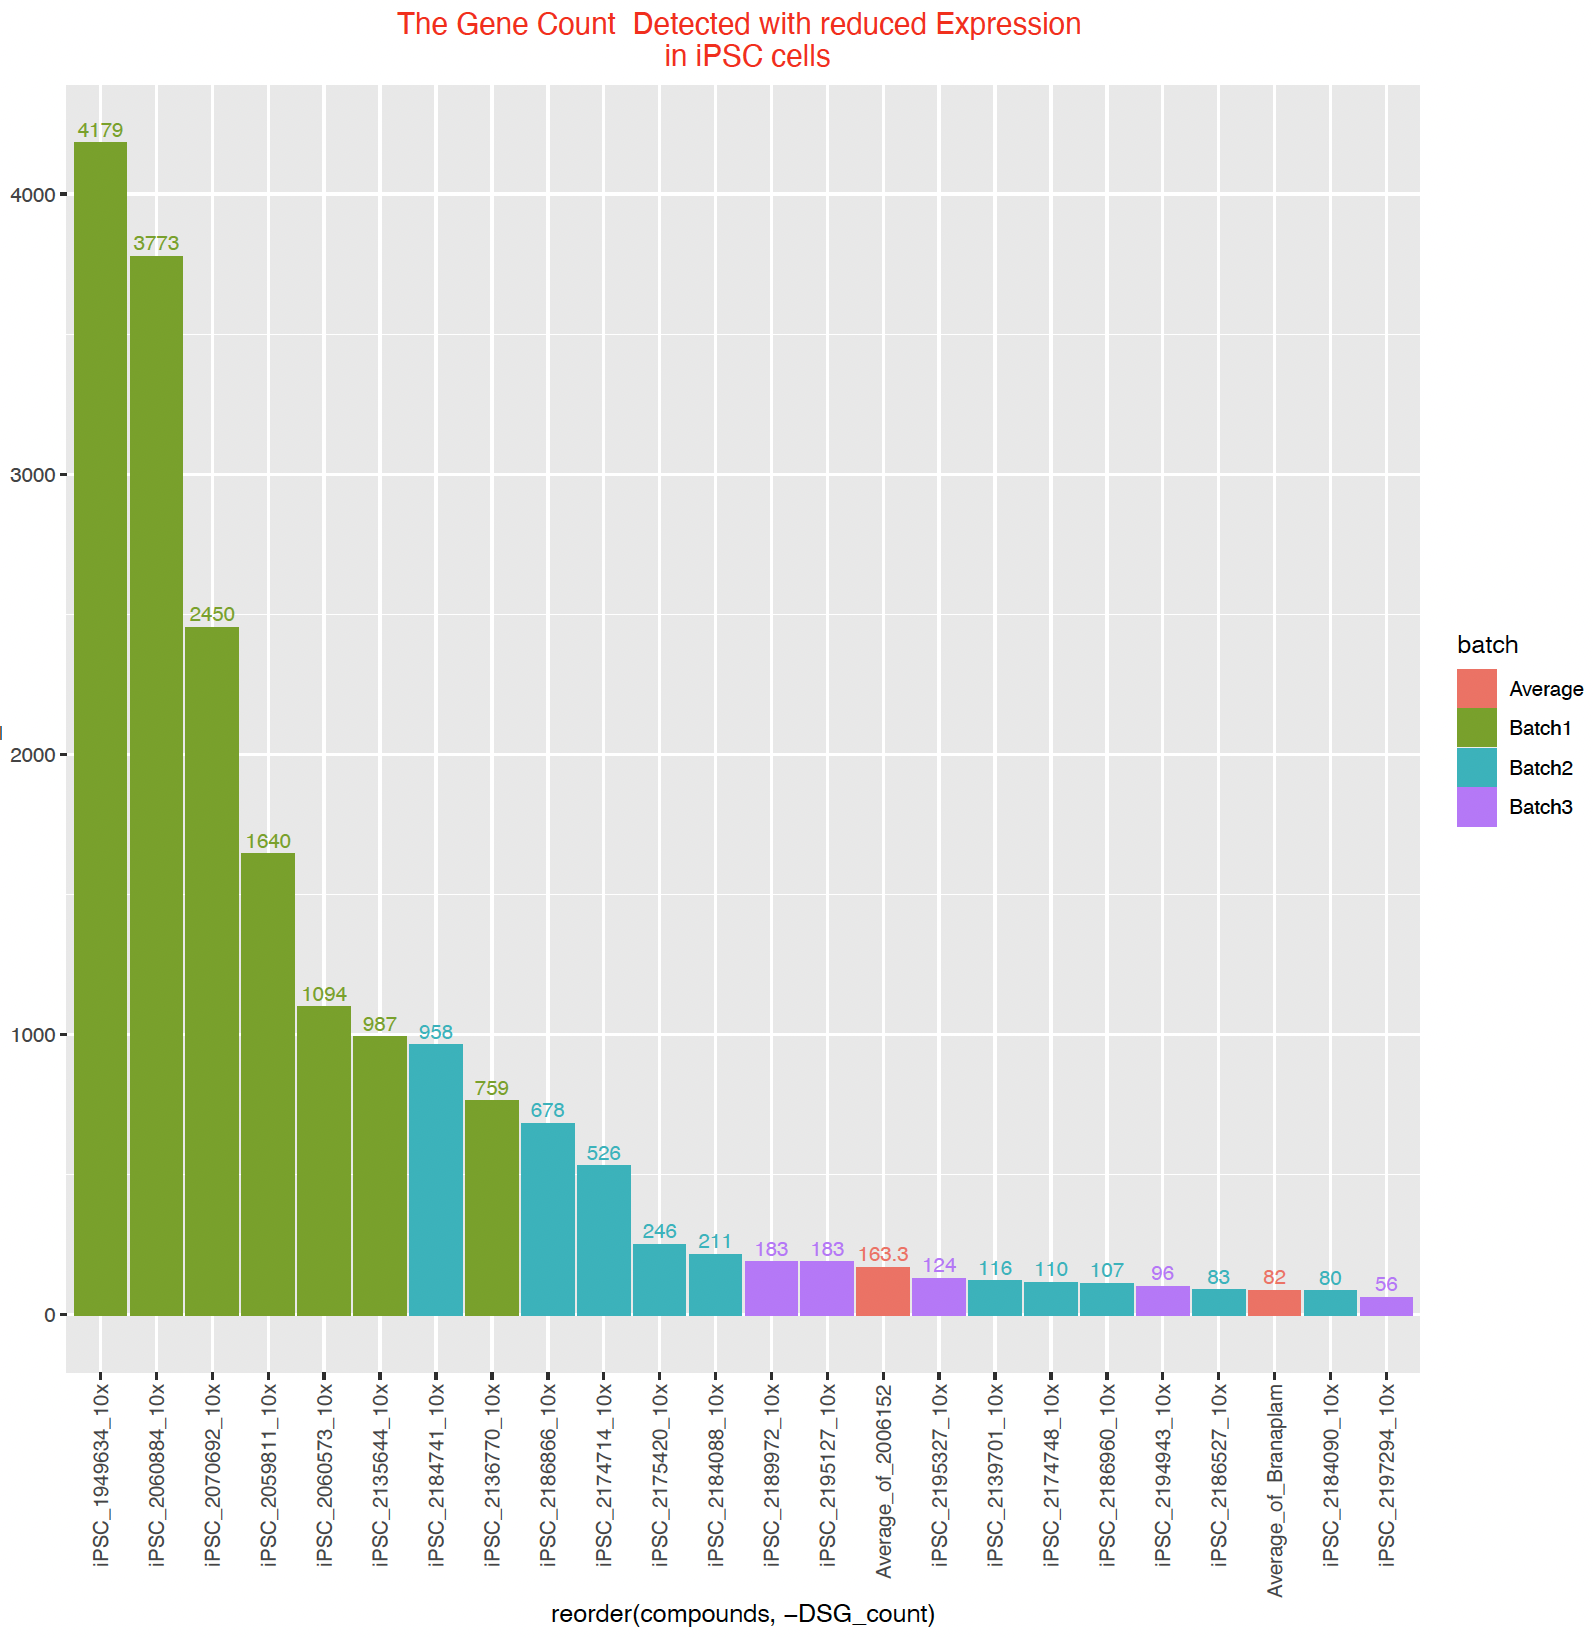 The Gene Count  Detected with reduced Expression
in iPSC cells
4179
3773
2450
1640
1094
987
958
759
678
526
246
211
183
183
163.3
124
116
110
107
96
83
82
80
56
4000
3000
2000
1000
0
iPSC_1949634_10x
iPSC_2060884_10x
iPSC_2070692_10x
iPSC_2059811_10x
iPSC_2060573_10x
iPSC_2135644_10x
iPSC_2184741_10x
iPSC_2136770_10x
iPSC_2186866_10x
iPSC_2174714_10x
iPSC_2175420_10x
iPSC_2184088_10x
iPSC_2189972_10x
iPSC_2195127_10x
Average_of_2006152
iPSC_2195327_10x
iPSC_2139701_10x
iPSC_2174748_10x
iPSC_2186960_10x
iPSC_2194943_10x
iPSC_2186527_10x
Average_of_Branaplam
iPSC_2184090_10x
iPSC_2197294_10x
reorder(compounds, −DSG_count)
batch
Average
Batch1
Batch2
Batch3